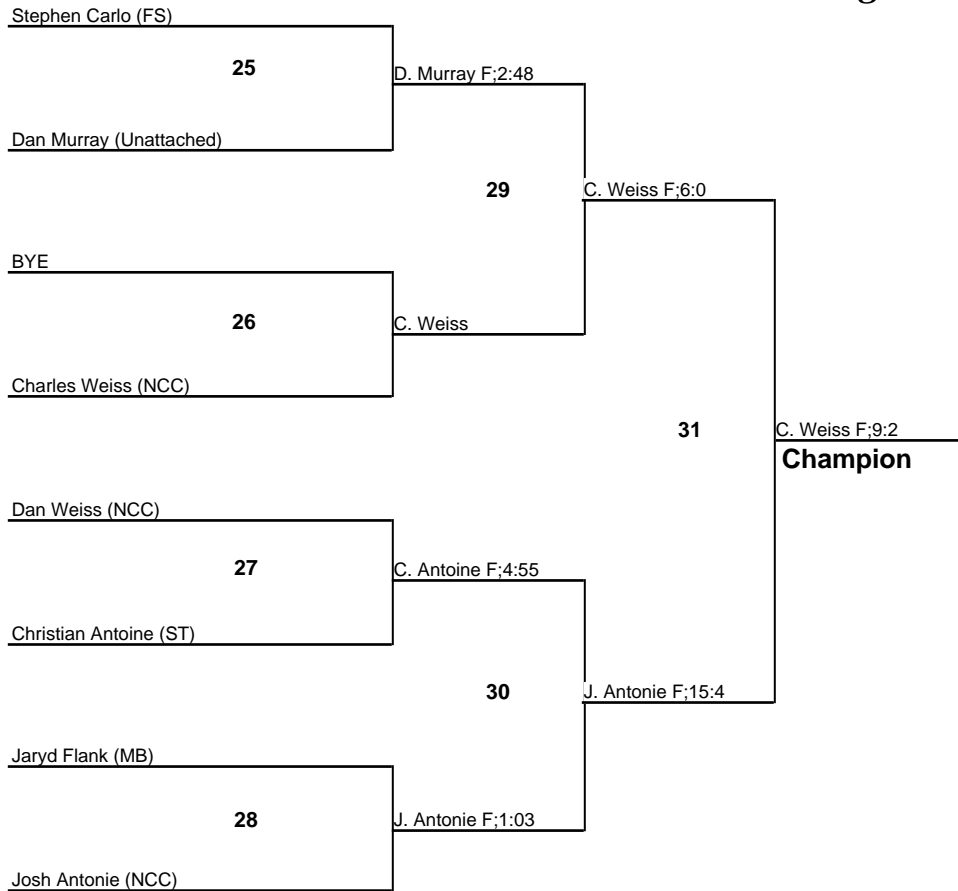 Stephen Carlo (FS)
25
D. Murray F;2:48
Dan Murray (Unattached)
29
C. Weiss F;6:0
BYE
26
C. Weiss
Charles Weiss (NCC)
31
C. Weiss F;9:2
Champion
Dan Weiss (NCC)
27
C. Antoine F;4:55
Christian Antoine (ST)
30
J. Antonie F;15:4
Jaryd Flank (MB)
28
J. Antonie F;1:03
Josh Antonie (NCC)